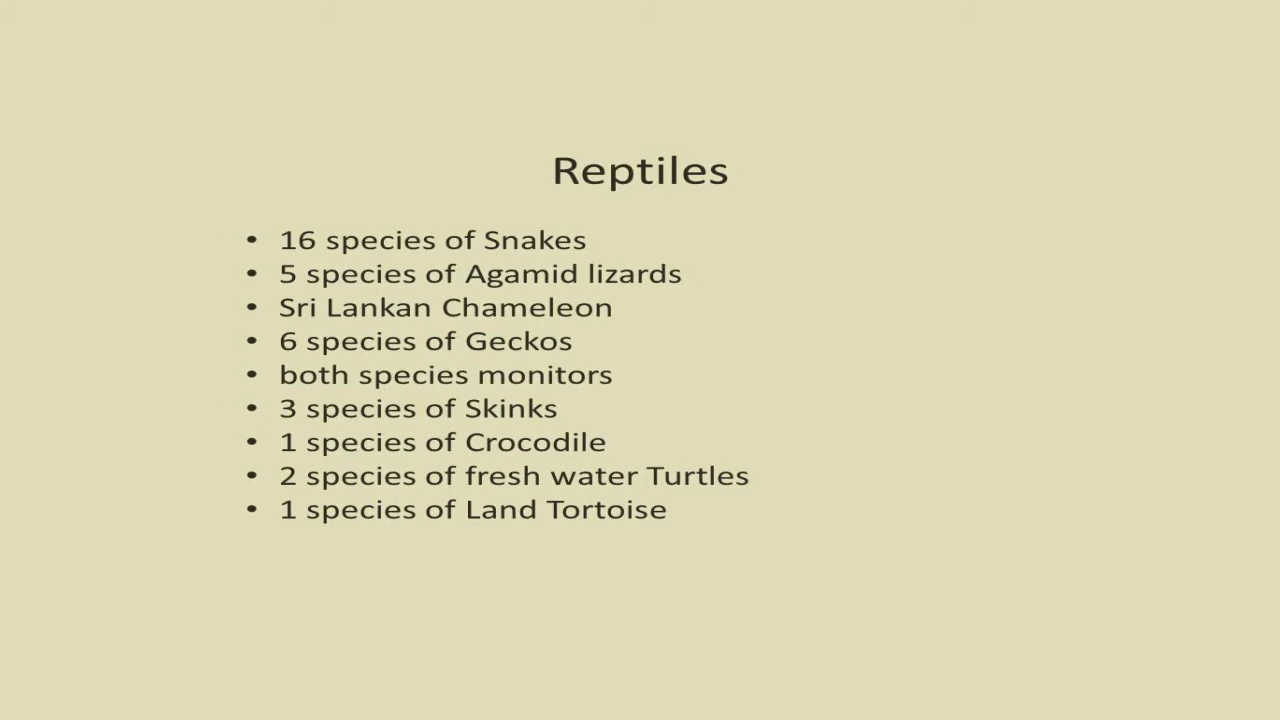 Reptiles
• 16 species of Snakes
• 5 species of Agamid lizards
• Sri Lankan Chameleon
• 6 species of Geckos
• both species monitors
• 3 species of Skinks
• 1 species of Crocodile
• 2 species of fresh water Turtles
• 1 species of Land Tortoise